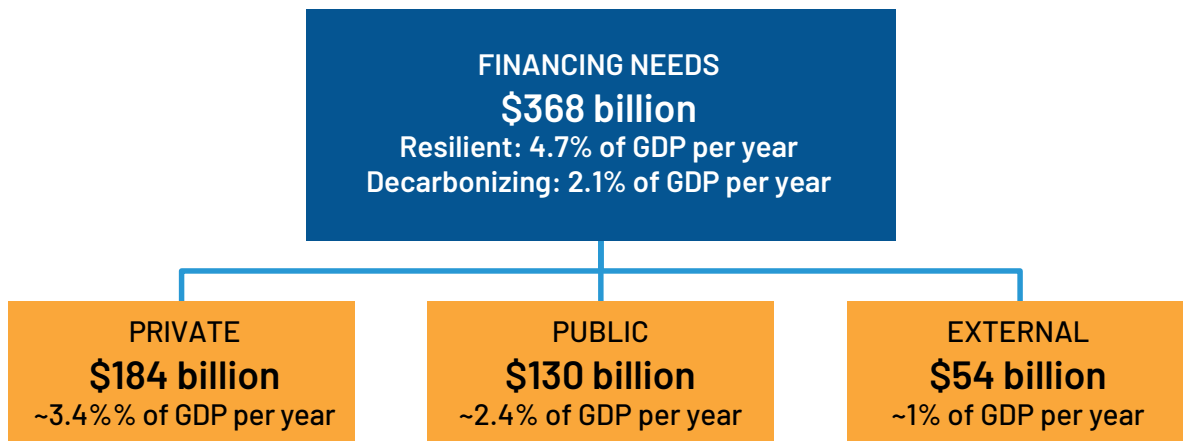 FINANCING NEEDS
$368 billion
Resilient: 4.7% of GDP per year
Decarbonizing: 2.1% of GDP per year
PRIVATE
$184 billion
~3.4%% of GDP per year
PUBLIC
$130 billion
~2.4% of GDP per year
EXTERNAL
$54 billion
~1% of GDP per year